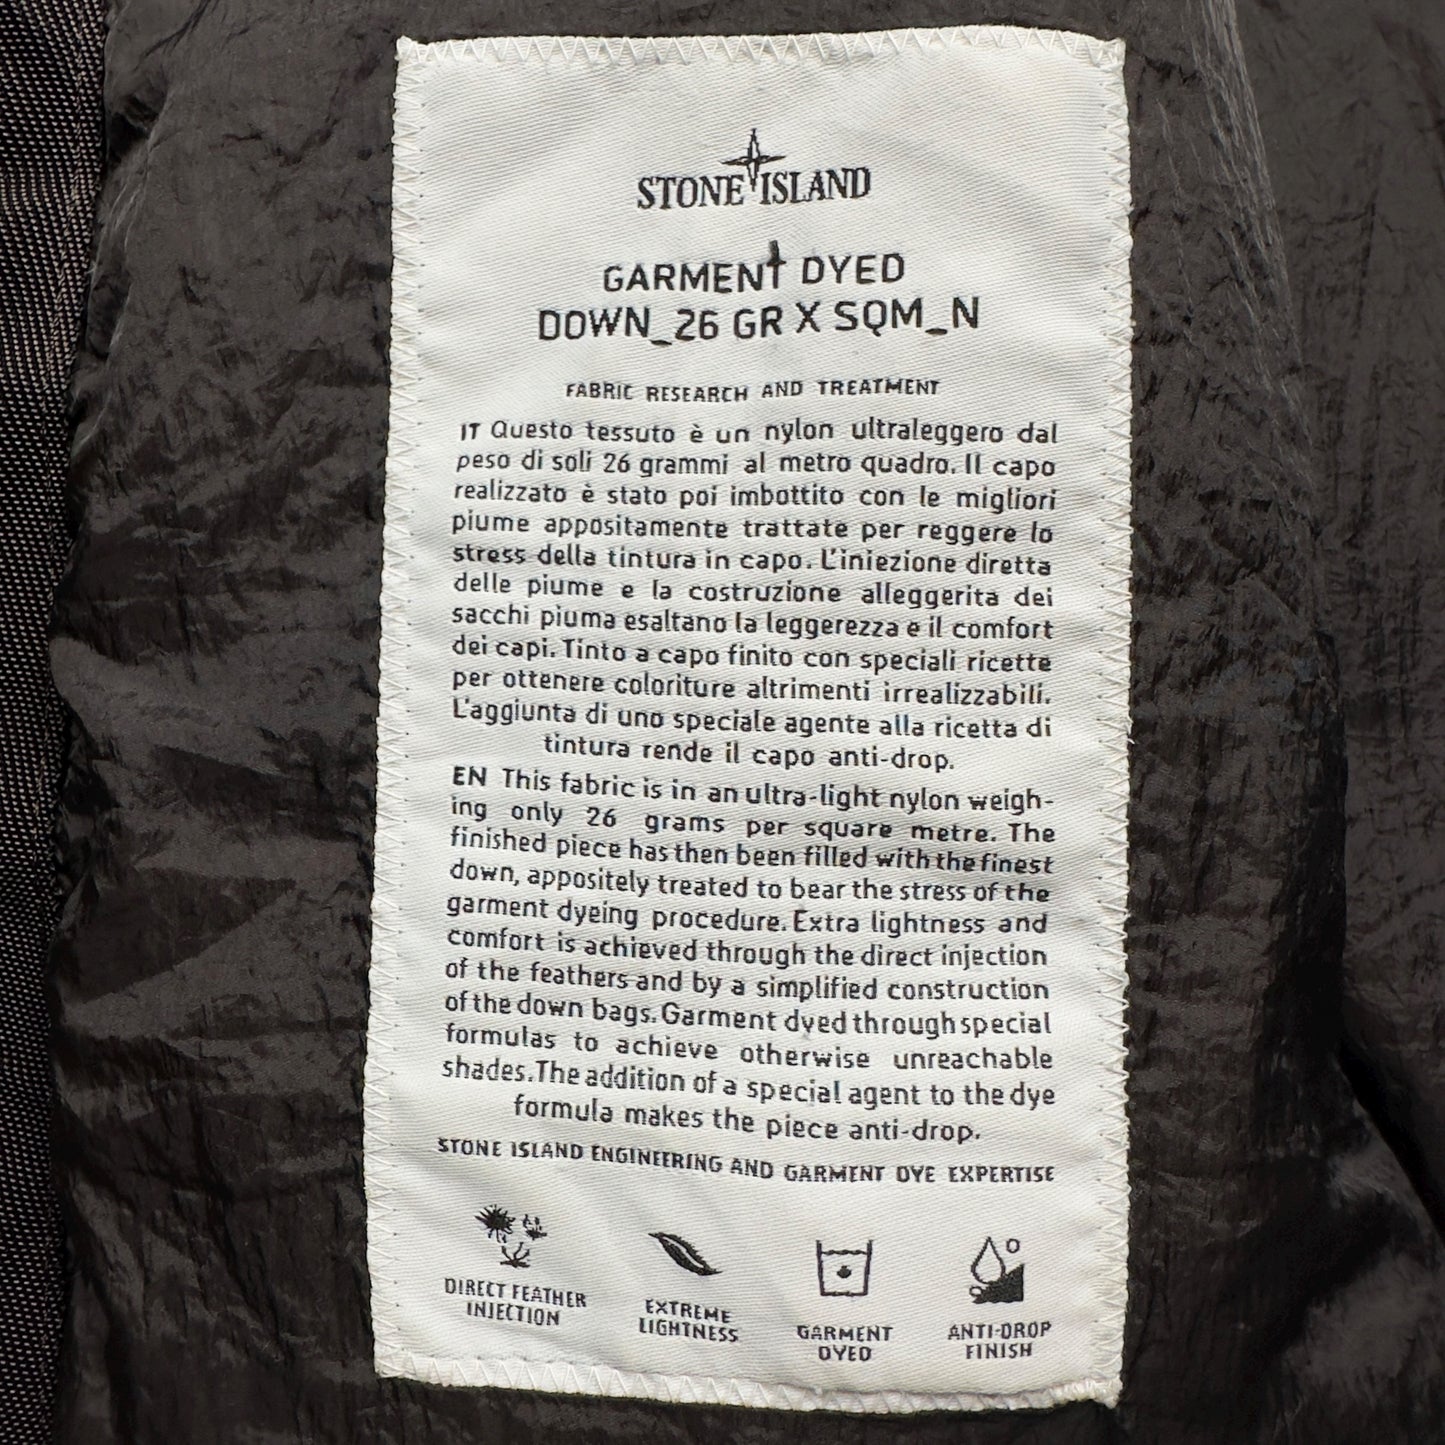 STONE ISLAND
GARMENT DYED
DOWN_26 GR X SQM_N
FABRIC RESEARCH AND TREATMENT
IT Questo tessuto è un nylon ultraleggero dal
peso di soli 26 grammi al metro quadro. Il capo
realizzato è stato poi imbottito con le migliori
piume appositamente trattate per reggere lo
stress della tintura in capo. L'iniezione diretta
delle piume e la costruzione alleggerita dei
sacchi piuma esaltano la leggerezza e il comfort
dei capi. Tinto a capo finito con speciali ricette
per ottenere coloriture altrimenti irrealizzabili.
L'aggiunta di uno speciale agente alla ricetta di
tintura rende il capo anti-drop.
EN This fabric is in an ultra-light nylon weigh-
ing only 26 grams per square metre. The
finished piece has then been filled with the finest
down, appositely treated to bear the stress of the
garment dyeing procedure. Extra lightness and
comfort is achieved through the direct injection
of the feathers and by a simplified construction
of the down bags. Garment dyed through special
formulas to achieve otherwise unreachable
shades. The addition of a special agent to the dye
formula makes the piece anti-drop.
STONE ISLAND ENGINEERING AND GARMENT DYE EXPERTISE
DIRECT FEATHER
INJECTION
EXTREME
LIGHTNESS
GARMENT
DYED
ANTI-DROP
FINISH